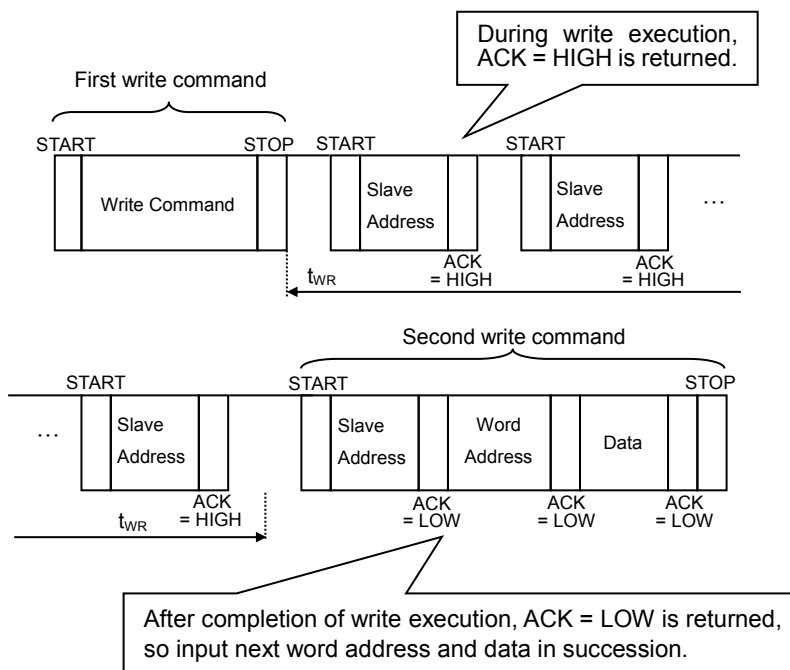 During write execution,
ACK = HIGH is returned.
First write command
START
STOP
START
START
Write Command
Slave
Address
Slave
Address
...
ACK
= HIGH
ACK
= HIGH
tWR
Second write command
START
START
STOP
...
Slave
Address
Slave
Address
Word
Address
Data
ACK
= HIGH
ACK
= LOW
ACK
= LOW
ACK
= LOW
tWR
After completion of write execution, ACK = LOW is returned,
so input next word address and data in succession.